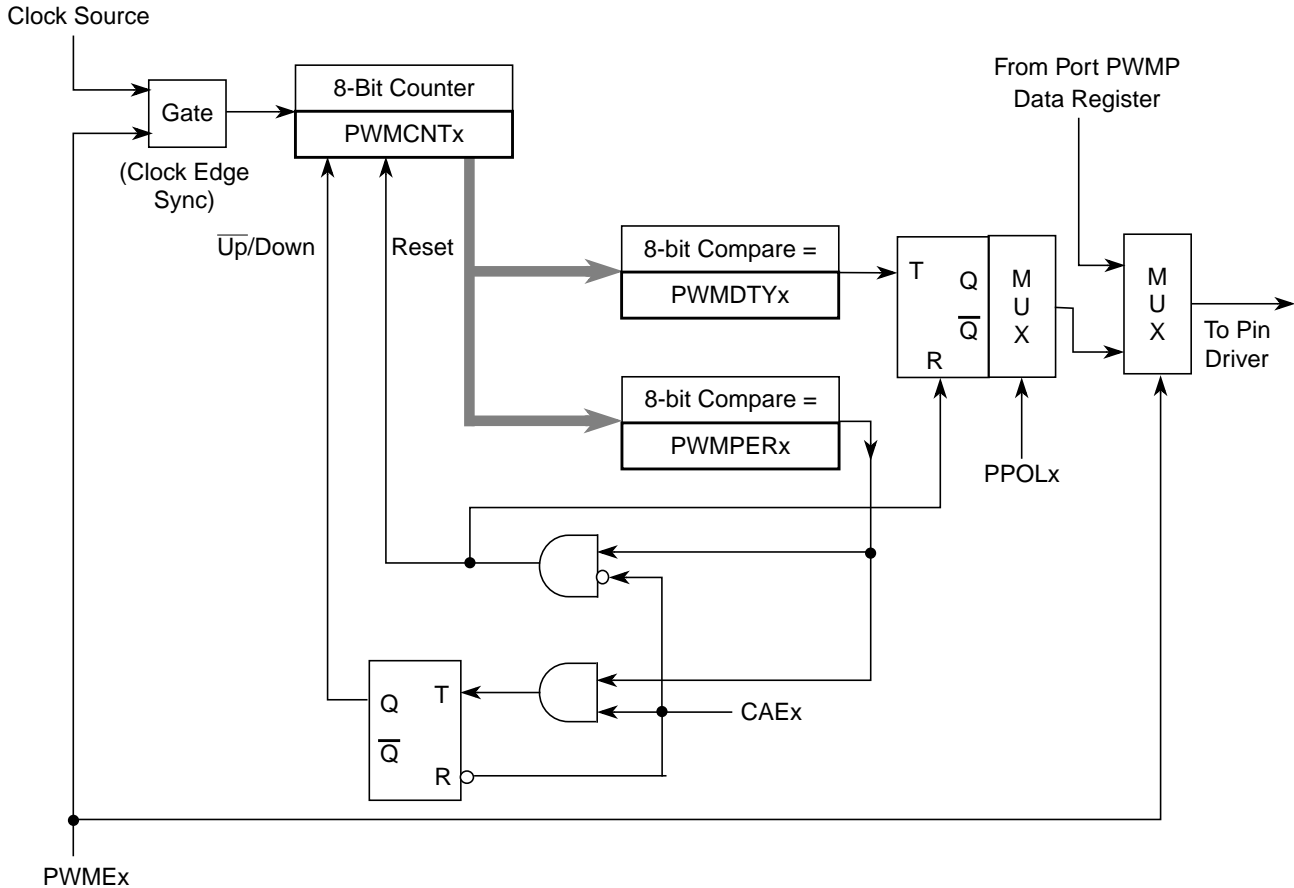 Clock Source
Gate
(Clock Edge
Sync)
8-Bit Counter
PWMCNTx
U̅p̅/Down
Reset
From Port PWMP
Data Register
8-bit Compare =
PWMDTYx
T
Q
Q̅
R
M
U
X
M
U
X
To Pin
Driver
8-bit Compare =
PWMPERx
PPOLx
Q
T
Q̅
R
CAEx
PWMEx